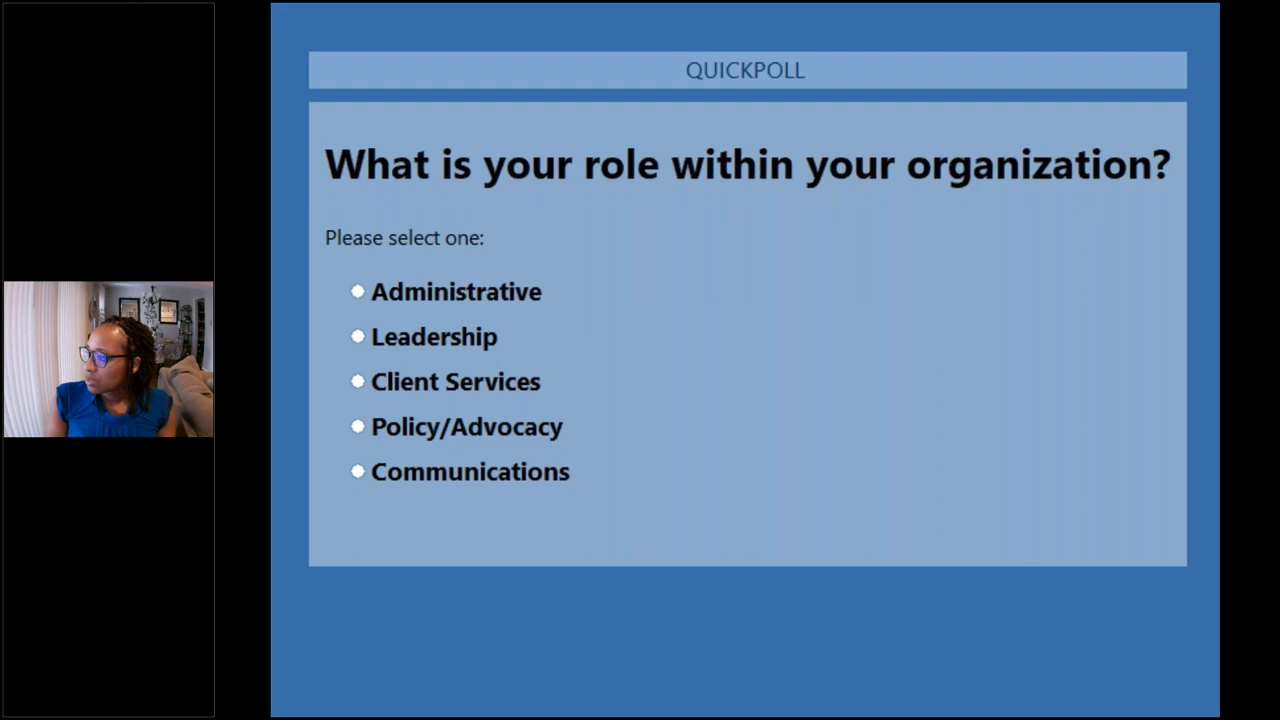 QUICKPOLL
What is your role within your organization?
Please select one:
Administrative
Leadership
Client Services
Policy/Advocacy
Communications